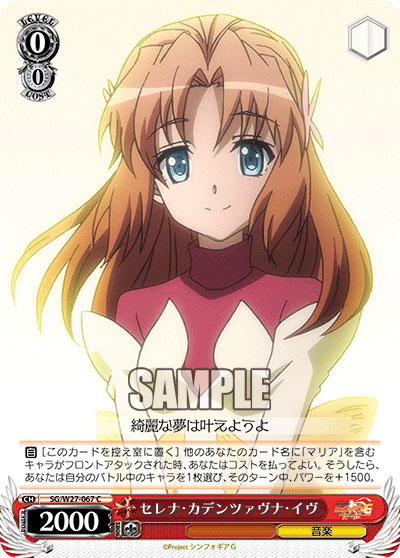 LEVEL
0
0
COST
SAMPLE
綺麗な夢は叶えようよ
自 [このカードを控え室に置く] 他のあなたのカード名に「マリア」を含む
キャラがフロントアタックされた時、あなたはコストを払ってよい。そうしたら、
あなたは自分のバトル中のキャラを1枚選び、そのターン中、パワーを+1500。
CH SG/W27-067 C
2000
セレナ・カデンツァヴナ・イヴ
音楽
©Project シンフォギアG